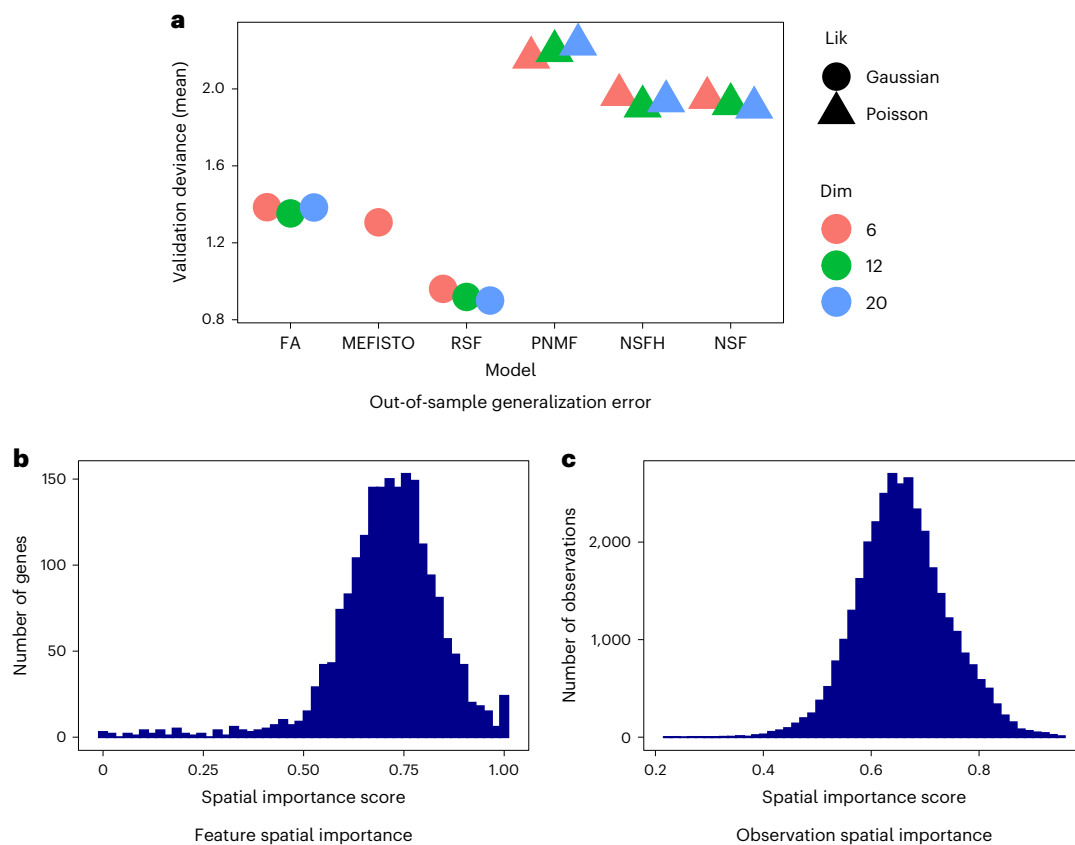 a
Validation deviance (mean)
2.0
1.6
1.2
0.8
FA MEFISTO RSF PNMF NSFH NSF
Model
Out-of-sample generalization error
Lik
Gaussian
Poisson
Dim
6
12
20
b
Number of genes
150
100
50
0
0 0.25 0.50 0.75 1.00
Spatial importance score
Feature spatial importance
c
Number of observations
2,000
1,000
0
0.2 0.4 0.6 0.8
Spatial importance score
Observation spatial importance